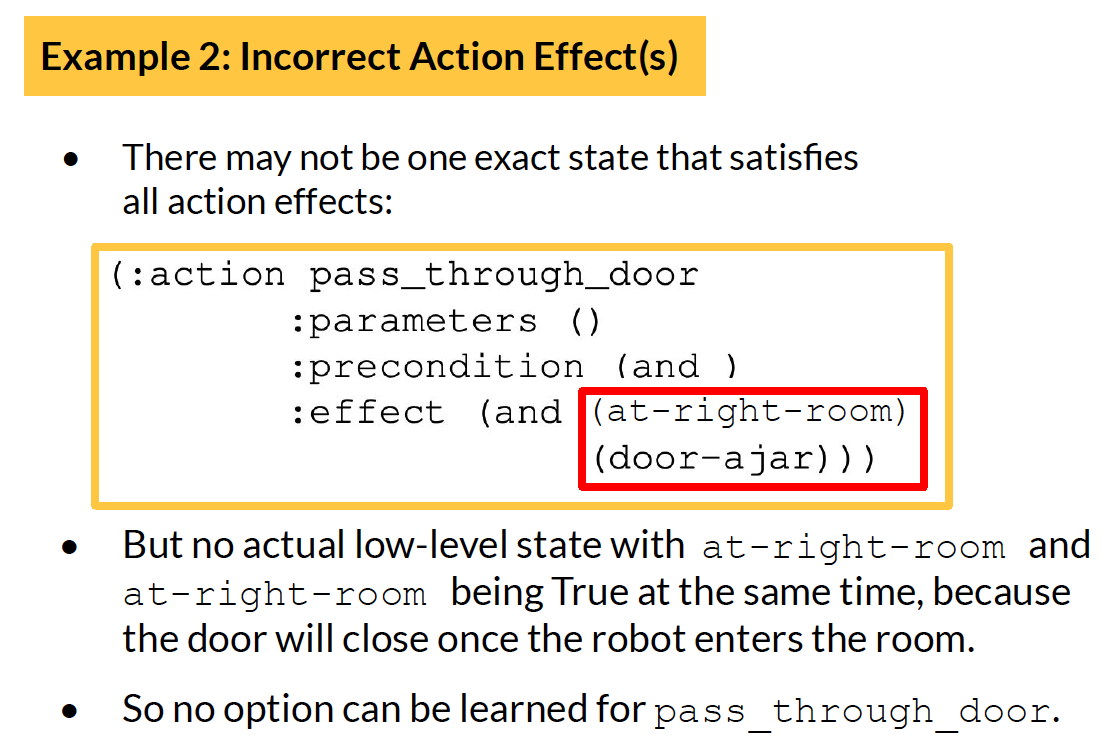 Example 2: Incorrect Action Effect(s)
• There may not be one exact state that satisfies
all action effects:
(:action pass_through_door
:parameters ()
:precondition (and )
:effect (and (at-right-room)
(door-ajar)))
• But no actual low-level state with at-right-room and
at-right-room being True at the same time, because
the door will close once the robot enters the room.
• So no option can be learned for pass_through_door.